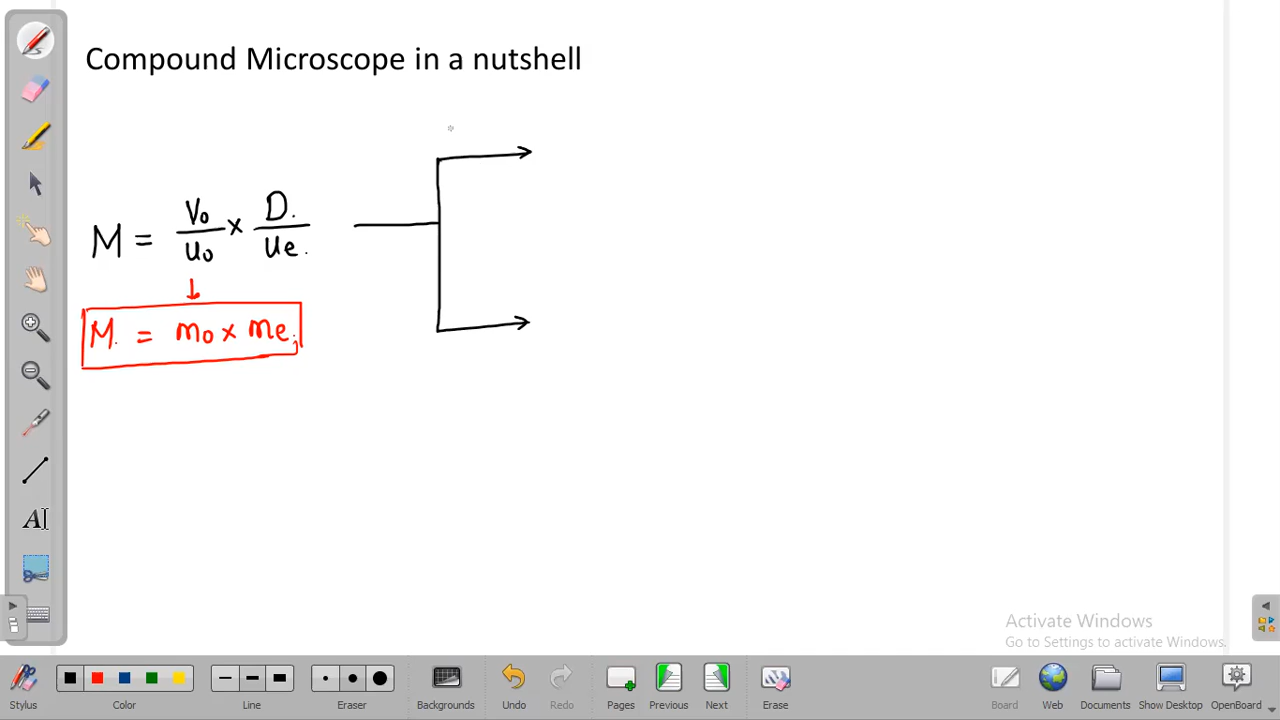 Compound Microscope in a nutshell
M = Vo/uo × D/ue
M = mo × me
Activate Windows
Go to Settings to activate Windows.
Stylus Color Line Eraser Backgrounds Undo Redo Pages Previous Next Erase Board Web Documents Show Desktop OpenBoard